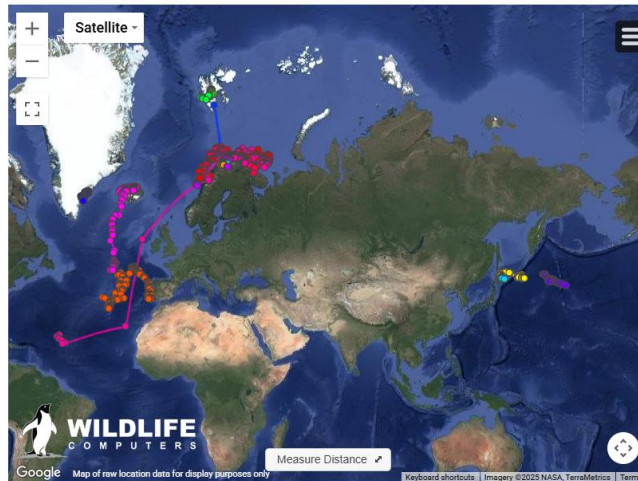 Satellite
WILDLIFE
COMPUTERS
Measure Distance
Google
Map of raw location data for display purposes only
Keyboard shortcuts
Imagery ©2025 NASA, TerraMetrics
Term